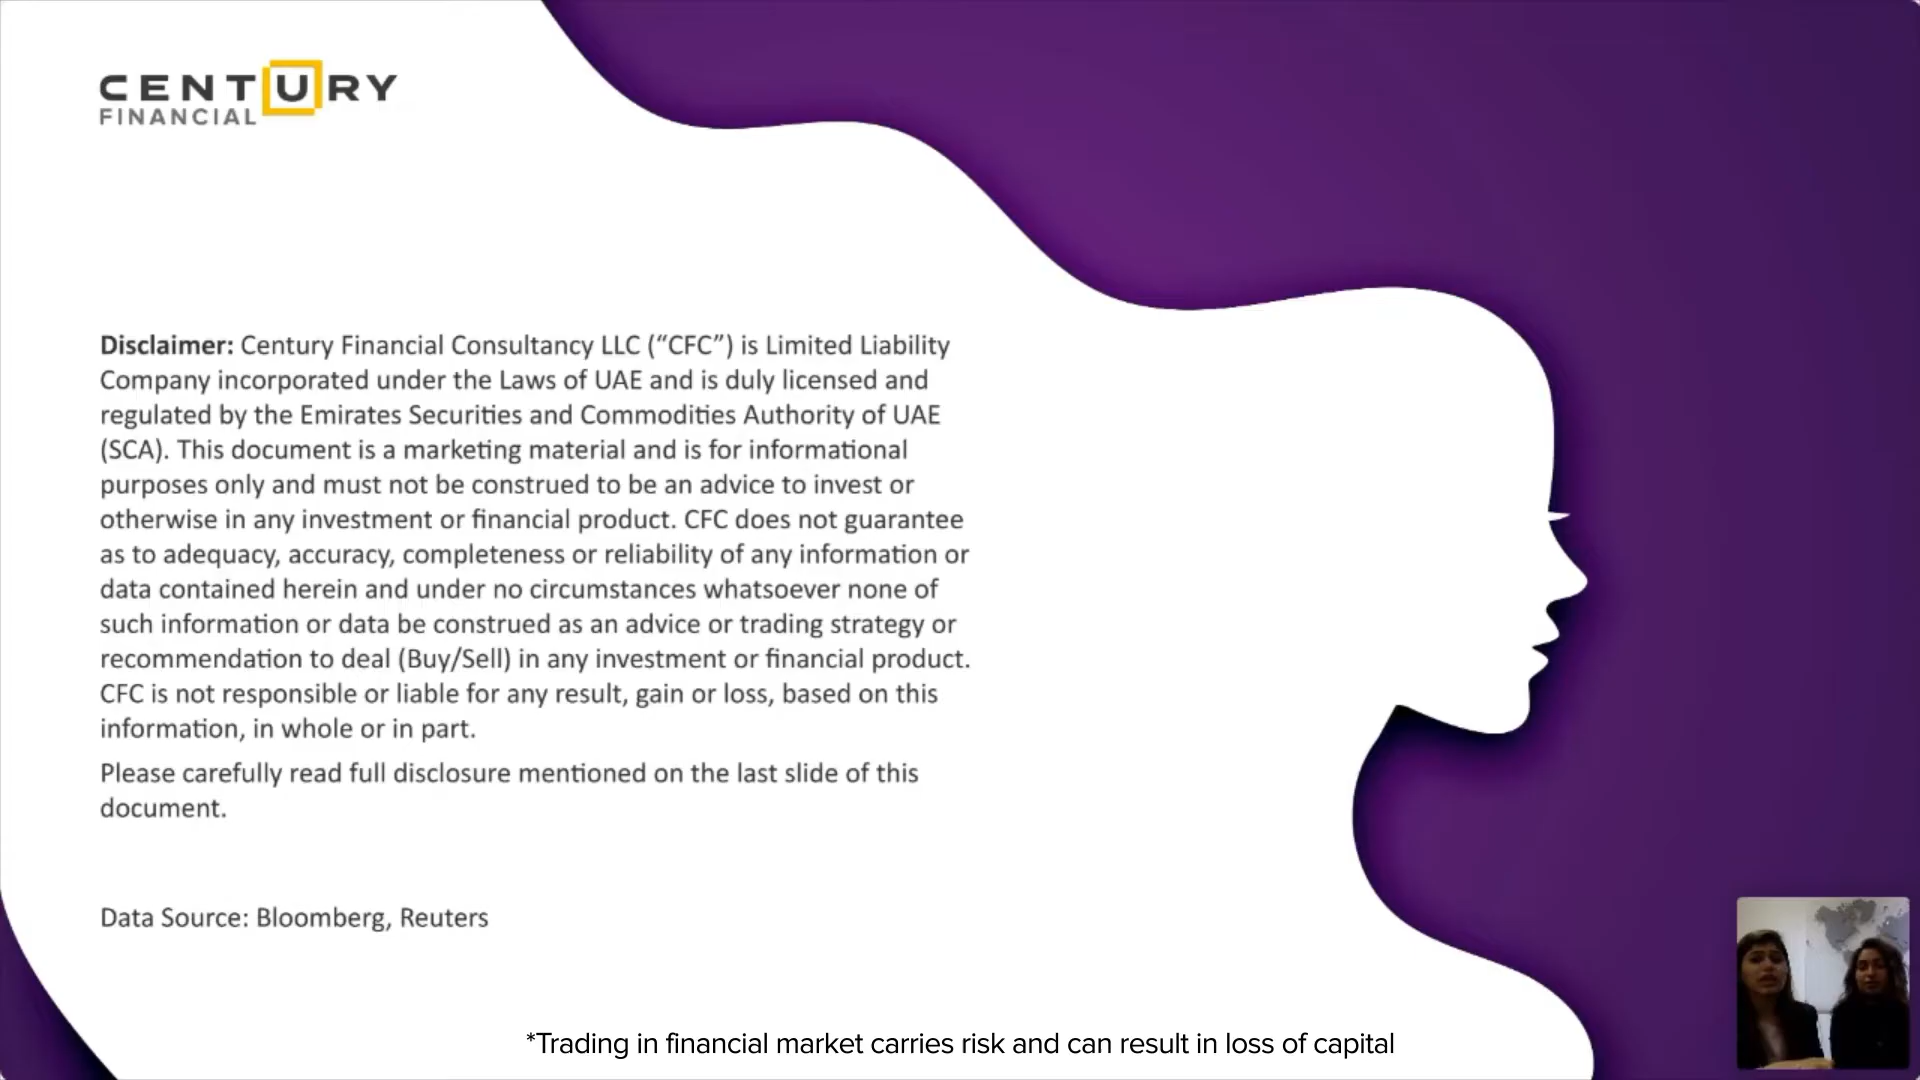 CENTURY
FINANCIAL
Disclaimer: Century Financial Consultancy LLC (“CFC”) is Limited Liability
Company incorporated under the Laws of UAE and is duly licensed and
regulated by the Emirates Securities and Commodities Authority of UAE
(SCA). This document is a marketing material and is for informational
purposes only and must not be construed to be an advice to invest or
otherwise in any investment or financial product. CFC does not guarantee
as to adequacy, accuracy, completeness or reliability of any information or
data contained herein and under no circumstances whatsoever none of
such information or data be construed as an advice or trading strategy or
recommendation to deal (Buy/Sell) in any investment or financial product.
CFC is not responsible or liable for any result, gain or loss, based on this
information, in whole or in part.
Please carefully read full disclosure mentioned on the last slide of this
document.
Data Source: Bloomberg, Reuters
*Trading in financial market carries risk and can result in loss of capital